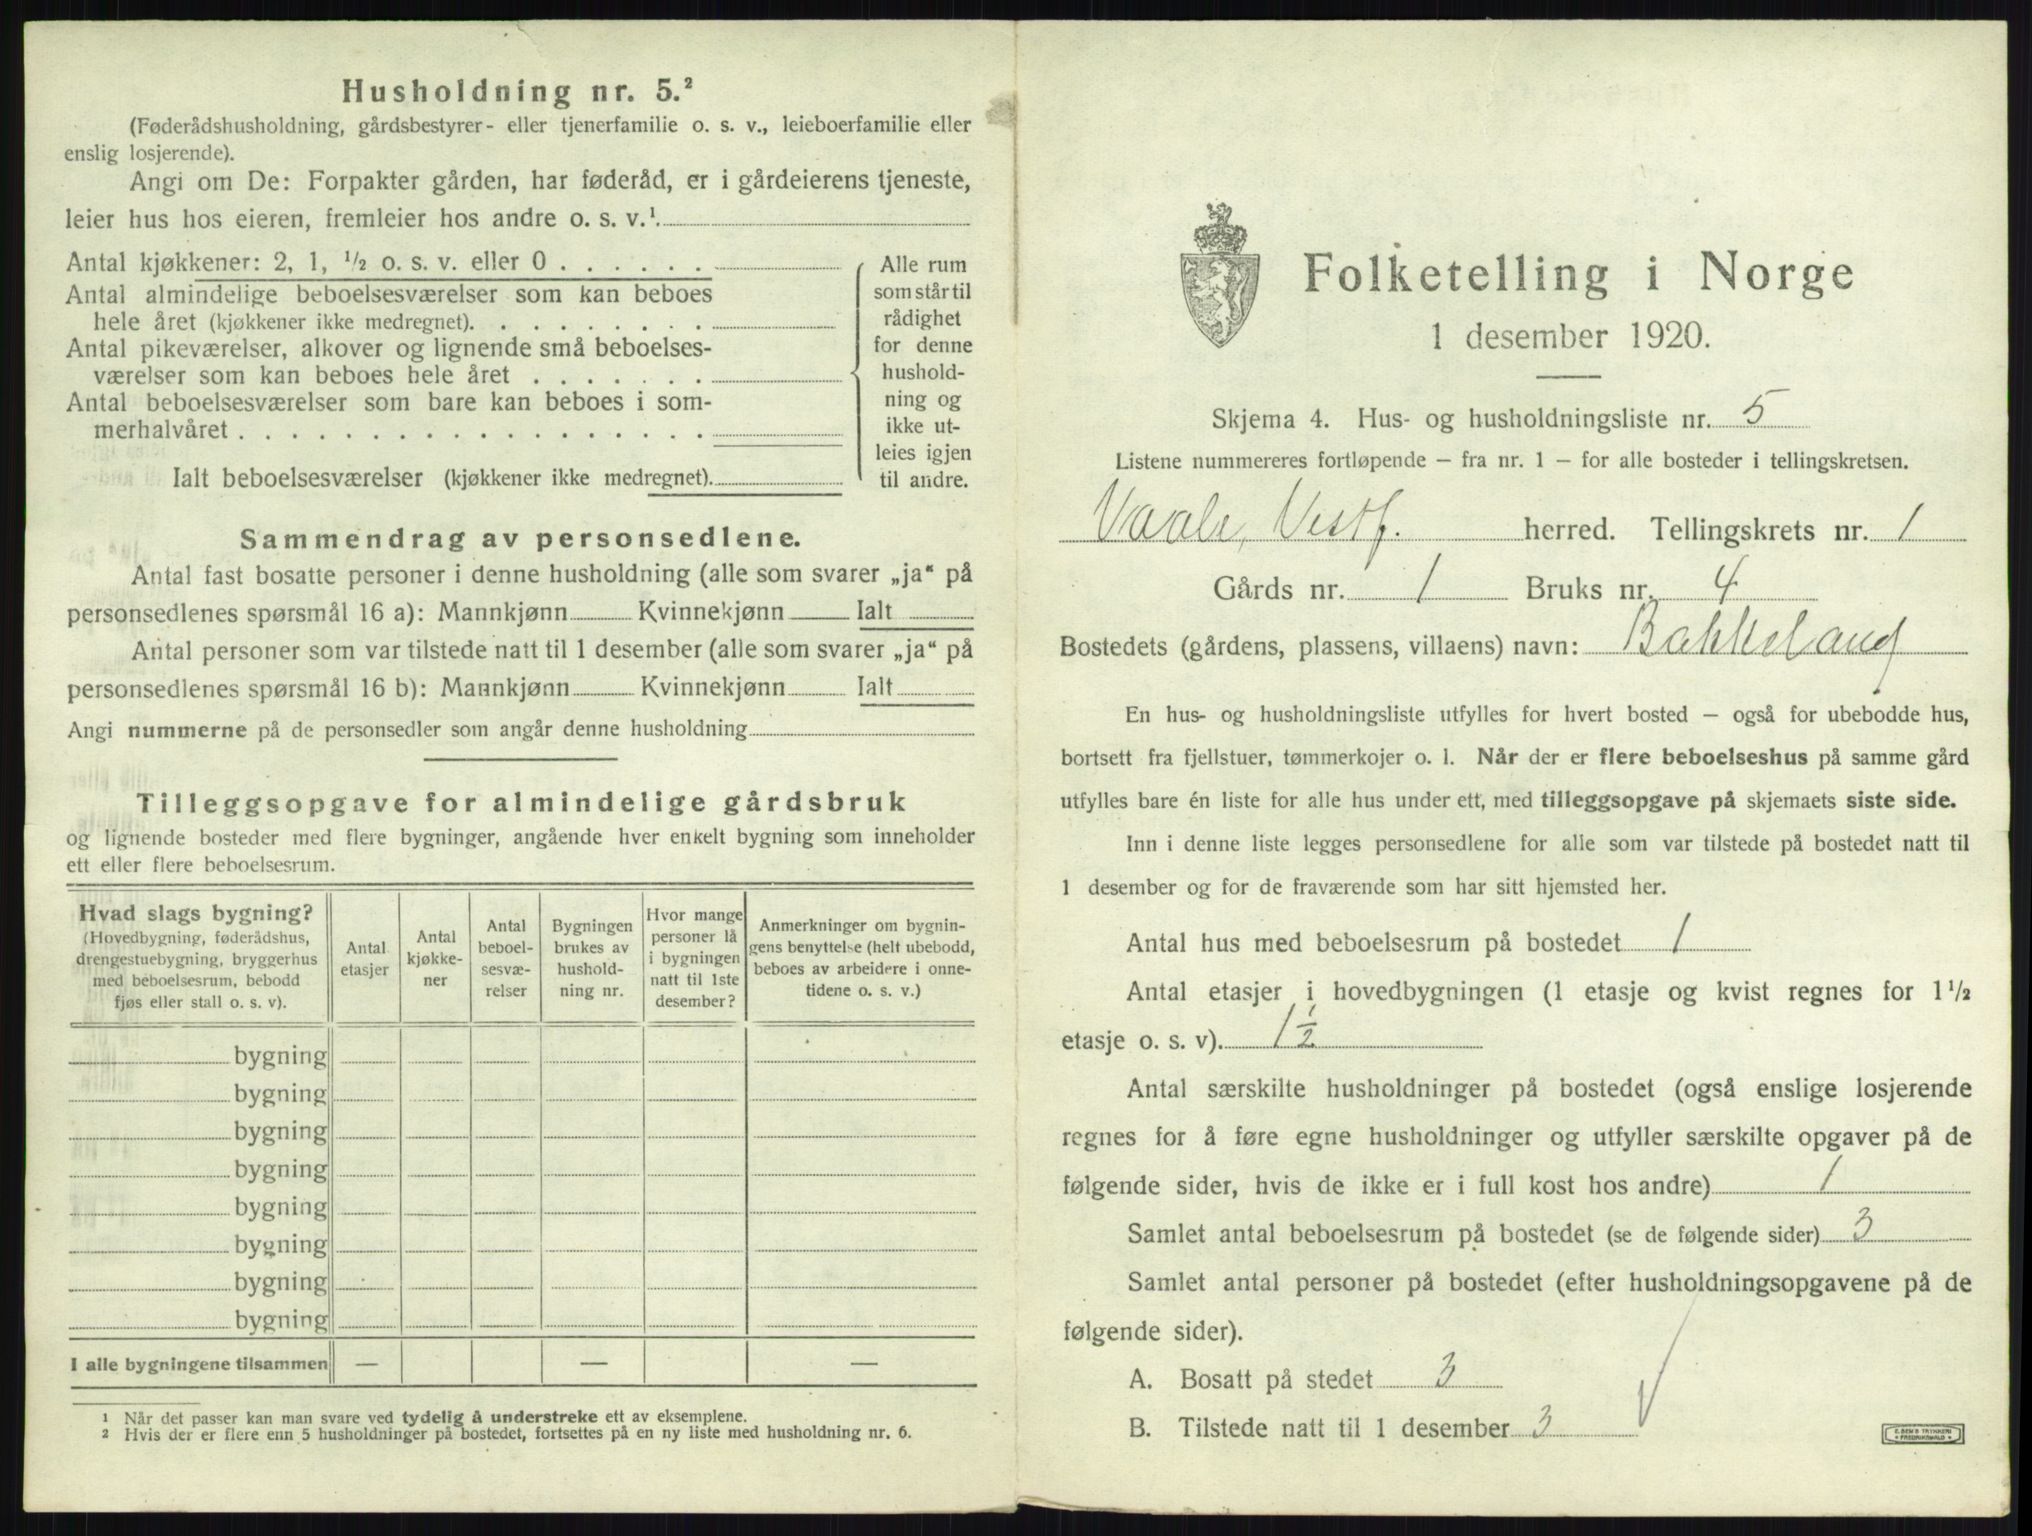 Husholdning nr. 5.²
(Føderådshusholdning, gårdsbestyrer- eller tjenerfamilie o. s. v., leieboerfamilie eller
enslig losjerende).
Angi om De: Forpakter gården, har føderåd, er i gårdeierens tjeneste,
leier hus hos eieren, fremleier hos andre o. s. v.¹
Antal kjøkkener: 2, 1, ½ o. s. v. eller 0
Antal almindelige beboelsesværelser som kan beboes
hele året (kjøkkener ikke medregnet).
Antal pikeværelser, alkover og lignende små beboelses-
værelser som kan beboes hele året
Antal beboelsesværelser som bare kan beboes i som-
merhalvåret
Ialt beboelsesværelser (kjøkkener ikke medregnet).
Alle rum
som står til
rådighet
for denne
hushold-
ning og
ikke ut-
leies igjen
til andre.
Sammendrag av personsedlene.
Antal fast bosatte personer i denne husholdning (alle som svarer „ja“ på
personsedlenes spørsmål 16 a): Mannkjønn Kvinnekjønn Ialt
Antal personer som var tilstede natt til 1 desember (alle som svarer „ja“ på
personsedlenes spørsmål 16 b): Mannkjønn Kvinnekjønn Ialt
Angi nummerne på de personsedler som angår denne husholdning
Tilleggsopgave for almindelige gårdsbruk
og lignende bosteder med flere bygninger, angående hver enkelt bygning som inneholder
ett eller flere beboelsesrum.
Hvad slags bygning?
(Hovedbygning, føderådshus,
drengestuebygning, bryggerhus
med beboelsesrum, bebodd
fjøs eller stall o. s. v).
Antal
etasjer
Antal
kjøkke-
ner
Antal
beboel-
sesvæ-
relser
Bygningen
brukes av
hushold-
ning nr.
Hvor mange
personer lå
i bygningen
natt til 1ste
desember?
Anmerkninger om bygnin-
gens benyttelse (helt ubebodd,
beboes av arbeidere i onne-
tidene o. s. v.)
bygning
bygning
bygning
bygning
bygning
bygning
bygning
bygning
I alle bygningene tilsammen — — —
¹ Når det passer kan man svare ved tydelig å understreke ett av eksemplene.
² Hvis der er flere enn 5 husholdninger på bostedet, fortsettes på en ny liste med husholdning nr. 6.
Folketelling i Norge
1 desember 1920.
Skjema 4. Hus- og husholdningsliste nr. 5
Listene nummereres fortløpende – fra nr. 1 – for alle bosteder i tellingskretsen.
Vaale, Vestf. herred. Tellingskrets nr. 1
Gårds nr. 1 Bruks nr. 4
Bostedets (gårdens, plassens, villaens) navn: Bakkeland
En hus- og husholdningsliste utfylles for hvert bosted – også for ubebodde hus,
bortsett fra fjellstuer, tømmerkojer o. l. Når der er flere beboelseshus på samme gård
utfylles bare én liste for alle hus under ett, med tilleggsopgave på skjemaets siste side.
Inn i denne liste legges personsedlene for alle som var tilstede på bostedet natt til
1 desember og for de fraværende som har sitt hjemsted her.
Antal hus med beboelsesrum på bostedet 1
Antal etasjer i hovedbygningen (1 etasje og kvist regnes for 1½
etasje o. s. v). 1½
Antal særskilte husholdninger på bostedet (også enslige losjerende
regnes for å føre egne husholdninger og utfyller særskilte opgaver på de
følgende sider, hvis de ikke er i full kost hos andre) 1
Samlet antal beboelsesrum på bostedet (se de følgende sider) 3
Samlet antal personer på bostedet (efter husholdningsopgavene på de
følgende sider).
A. Bosatt på stedet 3
B. Tilstede natt til 1 desember 3
E. SEM'S TRYKKERI
FREDRIKSHALD